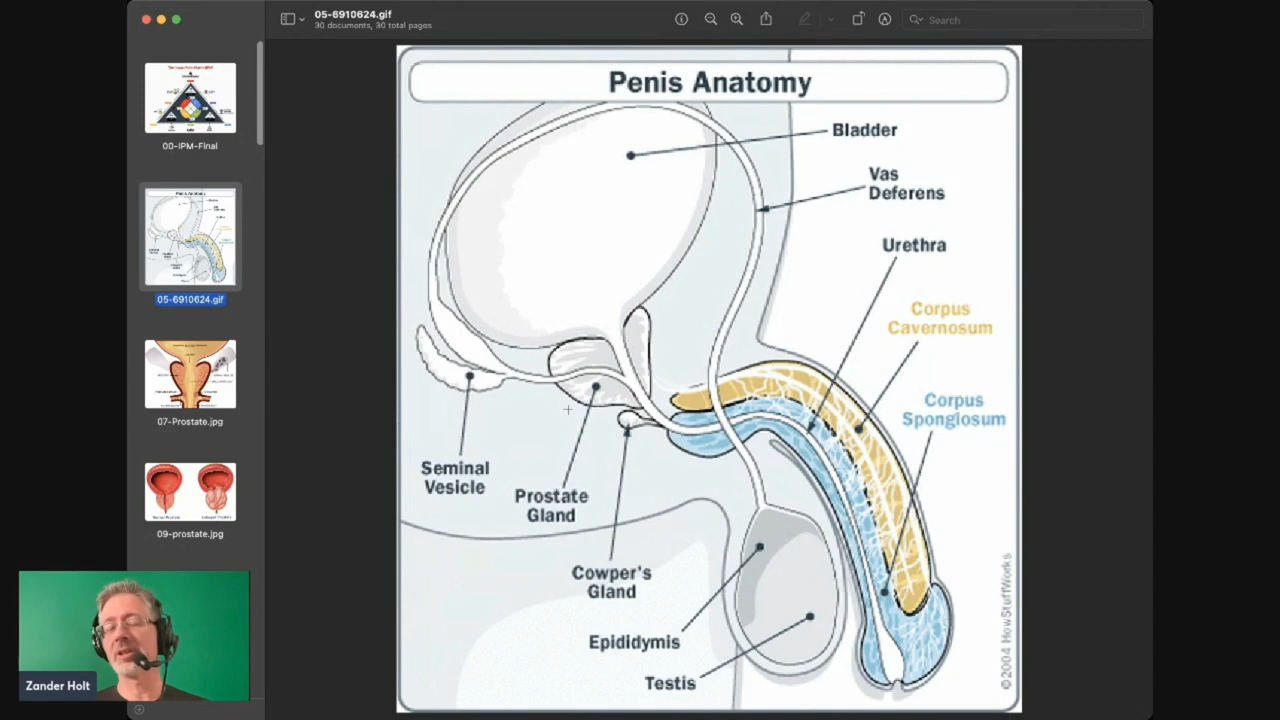 05-6910624.gif
30 documents, 30 total pages
Search
00-IPM-Final
Penis Anatomy
05-6910624.gif
07-Prostate.jpg
09-prostate.jpg
Zander Holt
Penis Anatomy
Bladder
Vas
Deferens
Urethra
Corpus
Cavernosum
Corpus
Spongiosum
Seminal
Vesicle
Prostate
Gland
Cowper's
Gland
Epididymis
Testis
©2004 HowStuffWorks